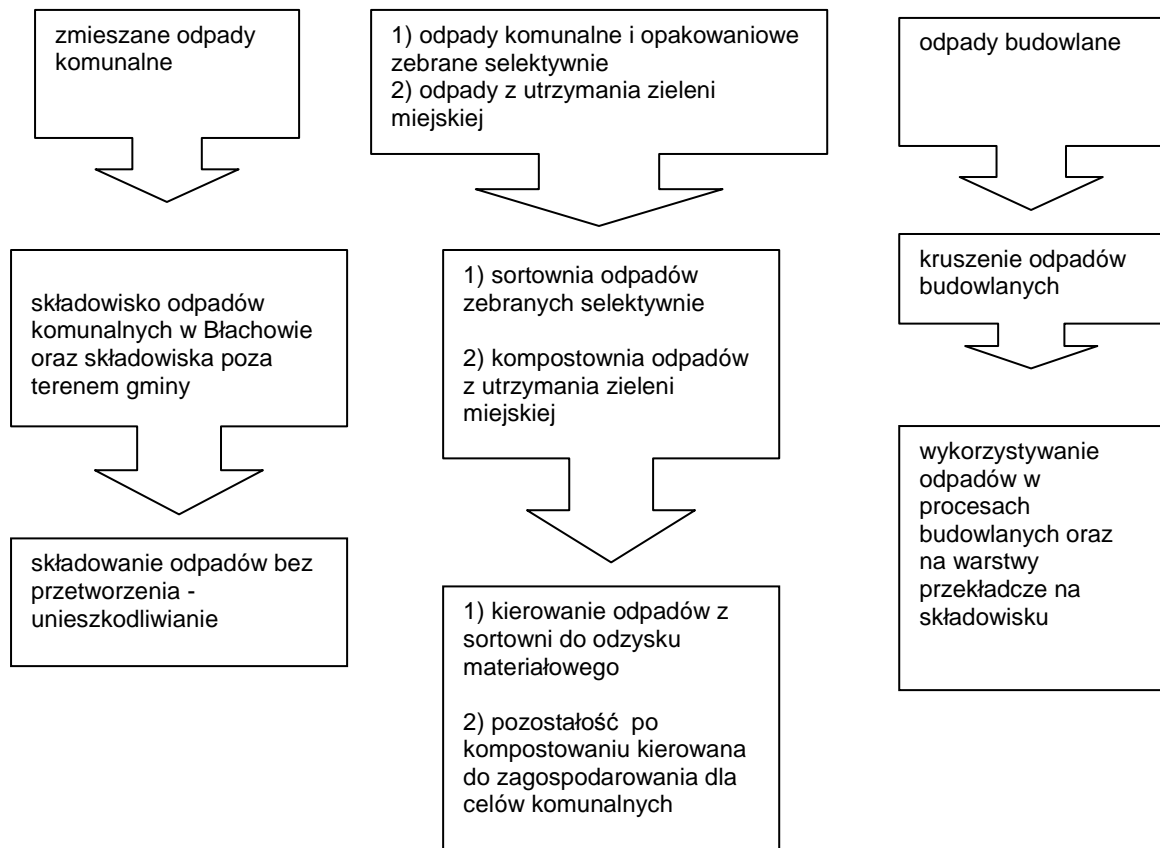 zmieszane odpady
komunalne
składowisko odpadów
komunalnych w Błachowie
oraz składowiska poza
terenem gminy
składowanie odpadów bez
przetworzenia -
unieszkodliwianie
1) odpady komunalne i opakowaniowe
zebrane selektywnie
2) odpady z utrzymania zieleni
miejskiej
1) sortownia odpadów
zebranych selektywnie
2) kompostownia odpadów
z utrzymania zieleni
miejskiej
1) kierowanie odpadów z
sortowni do odzysku
materiałowego
2) pozostałość po
kompostowaniu kierowana
do zagospodarowania dla
celów komunalnych
odpady budowlane
kruszenie odpadów
budowlanych
wykorzystywanie
odpadów w
procesach
budowlanych oraz
na warstwy
przekładcze na
składowisku